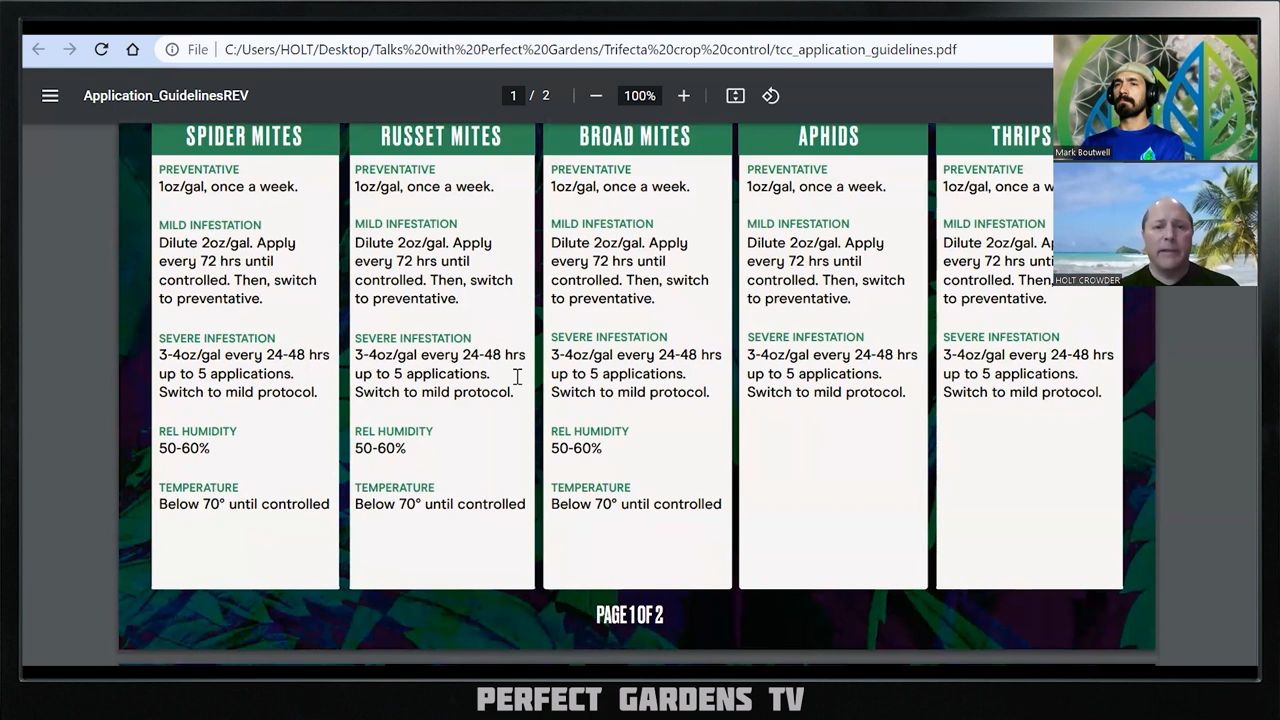 File
C:/Users/HOLT/Desktop/Talks%20with%20Perfect%20Gardens/Trifecta%20crop%20control/tcc_application_guidelines.pdf
Application_GuidelinesREV
1 / 2
100%
Mark Boutwell
HOLT CROWDER
SPIDER MITES
PREVENTATIVE
1oz/gal, once a week.
MILD INFESTATION
Dilute 2oz/gal. Apply
every 72 hrs until
controlled. Then, switch
to preventative.
SEVERE INFESTATION
3-4oz/gal every 24-48 hrs
up to 5 applications.
Switch to mild protocol.
REL HUMIDITY
50-60%
TEMPERATURE
Below 70° until controlled
RUSSET MITES
PREVENTATIVE
1oz/gal, once a week.
MILD INFESTATION
Dilute 2oz/gal. Apply
every 72 hrs until
controlled. Then, switch
to preventative.
SEVERE INFESTATION
3-4oz/gal every 24-48 hrs
up to 5 applications.
Switch to mild protocol.
REL HUMIDITY
50-60%
TEMPERATURE
Below 70° until controlled
BROAD MITES
PREVENTATIVE
1oz/gal, once a week.
MILD INFESTATION
Dilute 2oz/gal. Apply
every 72 hrs until
controlled. Then, switch
to preventative.
SEVERE INFESTATION
3-4oz/gal every 24-48 hrs
up to 5 applications.
Switch to mild protocol.
REL HUMIDITY
50-60%
TEMPERATURE
Below 70° until controlled
APHIDS
PREVENTATIVE
1oz/gal, once a week.
MILD INFESTATION
Dilute 2oz/gal. Apply
every 72 hrs until
controlled. Then, switch
to preventative.
SEVERE INFESTATION
3-4oz/gal every 24-48 hrs
up to 5 applications.
Switch to mild protocol.
THRIPS
PREVENTATIVE
1oz/gal, once a w
MILD INFESTATION
Dilute 2oz/gal. Ap
every 72 hrs unti
controlled. Then, switch
to preventative.
SEVERE INFESTATION
3-4oz/gal every 24-48 hrs
up to 5 applications.
Switch to mild protocol.
PAGE 1 OF 2
PERFECT GARDENS TV